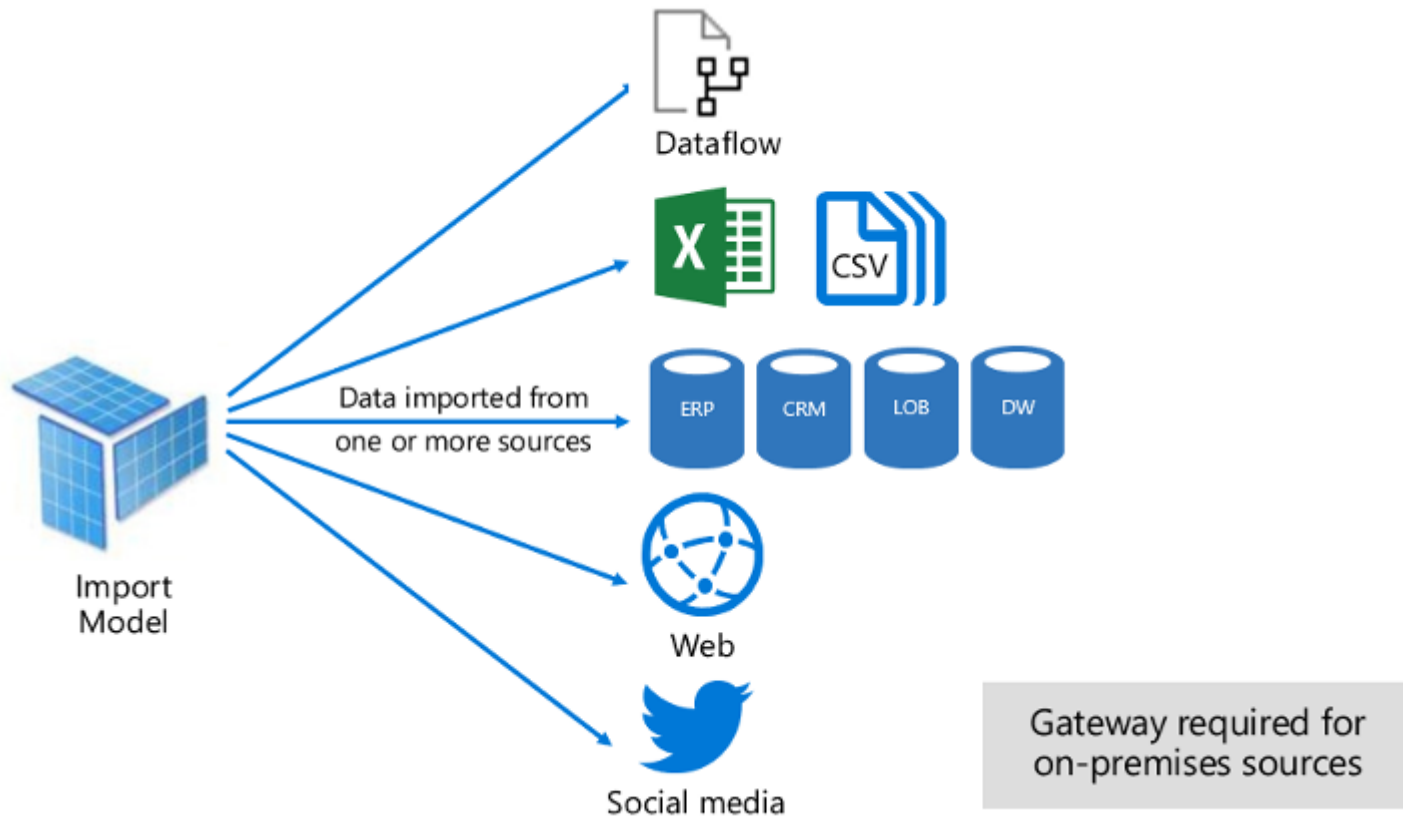 Dataflow
X
CSV
Data imported from
one or more sources
ERP
CRM
LOB
DW
Import
Model
Web
Gateway required for
on-premises sources
Social media